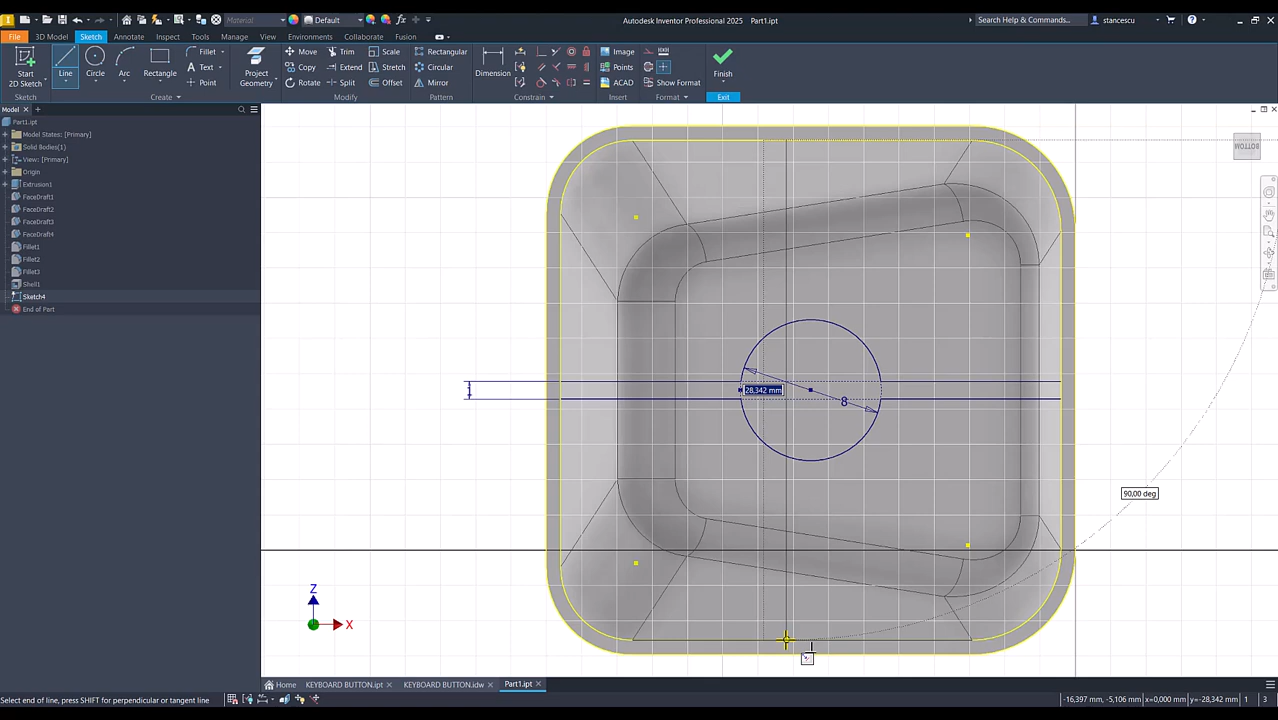 Material
Default
Autodesk Inventor Professional 2025 Part1.ipt
Search Help & Commands...
stancescu
File
3D Model
Sketch
Annotate
Inspect
Tools
Manage
View
Environments
Collaborate
Fusion
Start
2D Sketch
Line
Circle
Arc
Rectangle
Fillet
Text
Point
Project
Geometry
Move
Copy
Rotate
Trim
Extend
Split
Scale
Stretch
Offset
Rectangular
Circular
Mirror
Dimension
Image
Points
ACAD
Show Format
Finish
Sketch
Create
Modify
Pattern
Constrain
Insert
Format
Exit
Model
Part1.ipt
Model States: [Primary]
Solid Bodies(1)
View: [Primary]
Origin
Extrusion1
FaceDraft1
FaceDraft2
FaceDraft3
FaceDraft4
Fillet1
Fillet2
Fillet3
Shell1
Sketch4
End of Part
BOTTOM
1
28,342 mm
8
90,00 deg
Z
X
Home
KEYBOARD BUTTON.ipt
KEYBOARD BUTTON.idw
Part1.ipt
Select end of line, press SHIFT for perpendicular or tangent line
-16,397 mm, -5,106 mm
x=0,000 mm
y=-28,342 mm
1
3